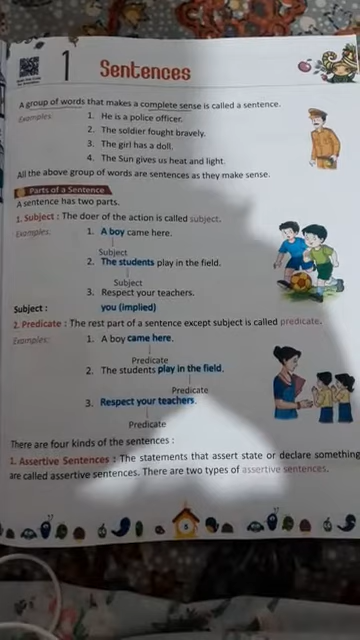 1 Sentences
A group of words that makes a complete sense is called a sentence.
Examples: 1. He is a police officer.
2. The soldier fought bravely.
3. The girl has a doll.
4. The Sun gives us heat and light.
All the above group of words are sentences as they make sense.
Parts of a Sentence
A sentence has two parts.
1. Subject : The doer of the action is called subject.
Examples: 1. A boy came here.
Subject
2. The students play in the field.
Subject
3. Respect your teachers.
Subject : you (implied)
2. Predicate : The rest part of a sentence except subject is called predicate.
Examples: 1. A boy came here.
Predicate
2. The students play in the field.
Predicate
3. Respect your teachers.
Predicate
There are four kinds of the sentences :
1. Assertive Sentences : The statements that assert state or declare something
are called assertive sentences. There are two types of assertive sentences.
5